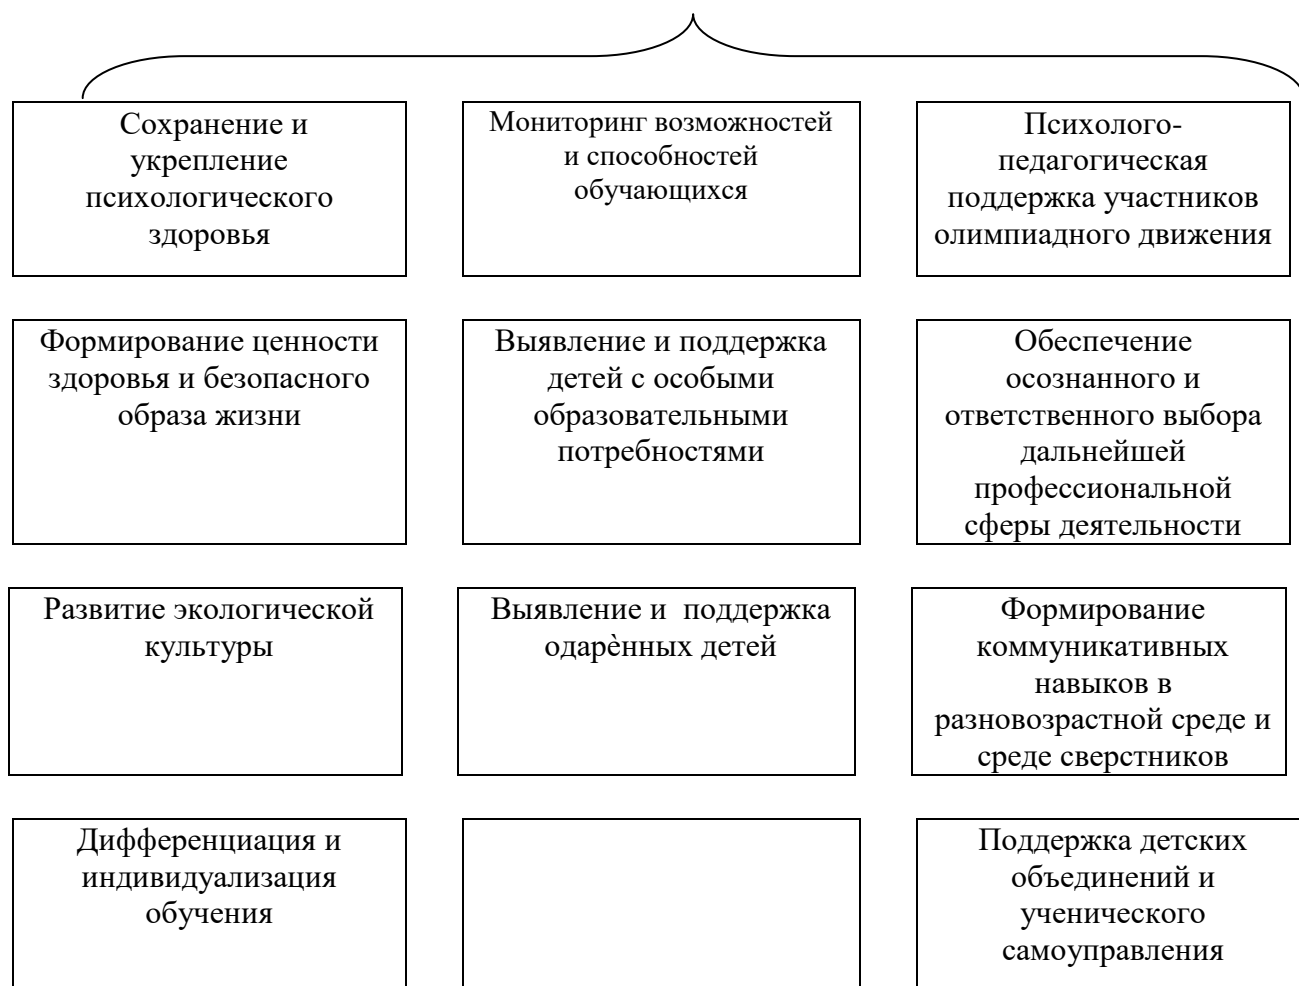 Сохранение и
укрепление
психологического
здоровья
Мониторинг возможностей
и способностей
обучающихся
Психолого-
педагогическая
поддержка участников
олимпиадного движения
Формирование ценности
здоровья и безопасного
образа жизни
Выявление и поддержка
детей с особыми
образовательными
потребностями
Обеспечение
осознанного и
ответственного выбора
дальнейшей
профессиональной
сферы деятельности
Развитие экологической
культуры
Выявление и  поддержка
одарѐнных детей
Формирование
коммуникативных
навыков в
разновозрастной среде и
среде сверстников
Дифференциация и
индивидуализация
обучения
Поддержка детских
объединений и
ученического
самоуправления